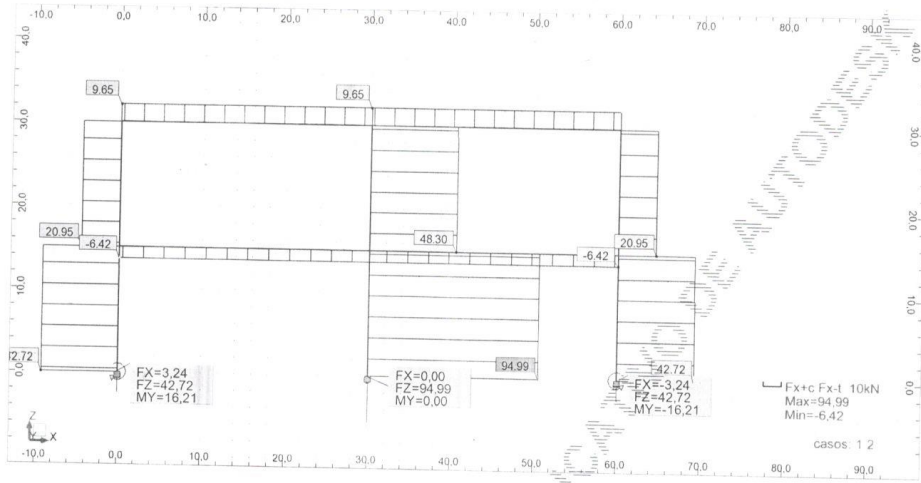 -10,0 0,0 10,0 20,0 30,0 40,0 50,0 60,0 70,0 80,0 90,0
40,0 40,0
9.65 9.65
30,0 30,0
20,0 20.95 -6.42 48.30 -6.42 20.95 20,0
10,0 10,0
94.99 42.72
0,0 0,0
FX=3,24
FZ=42,72
MY=16,21
FX=0,00
FZ=94,99
MY=0,00
FX=-3,24
FZ=42,72
MY=-16,21
Fx+c Fx-t 10kN
Max=94,99
Min=-6,42
casos: 1 2
Z
Y X
-10,0 0,0 10,0 20,0 30,0 40,0 50,0 60,0 70,0 80,0 90,0